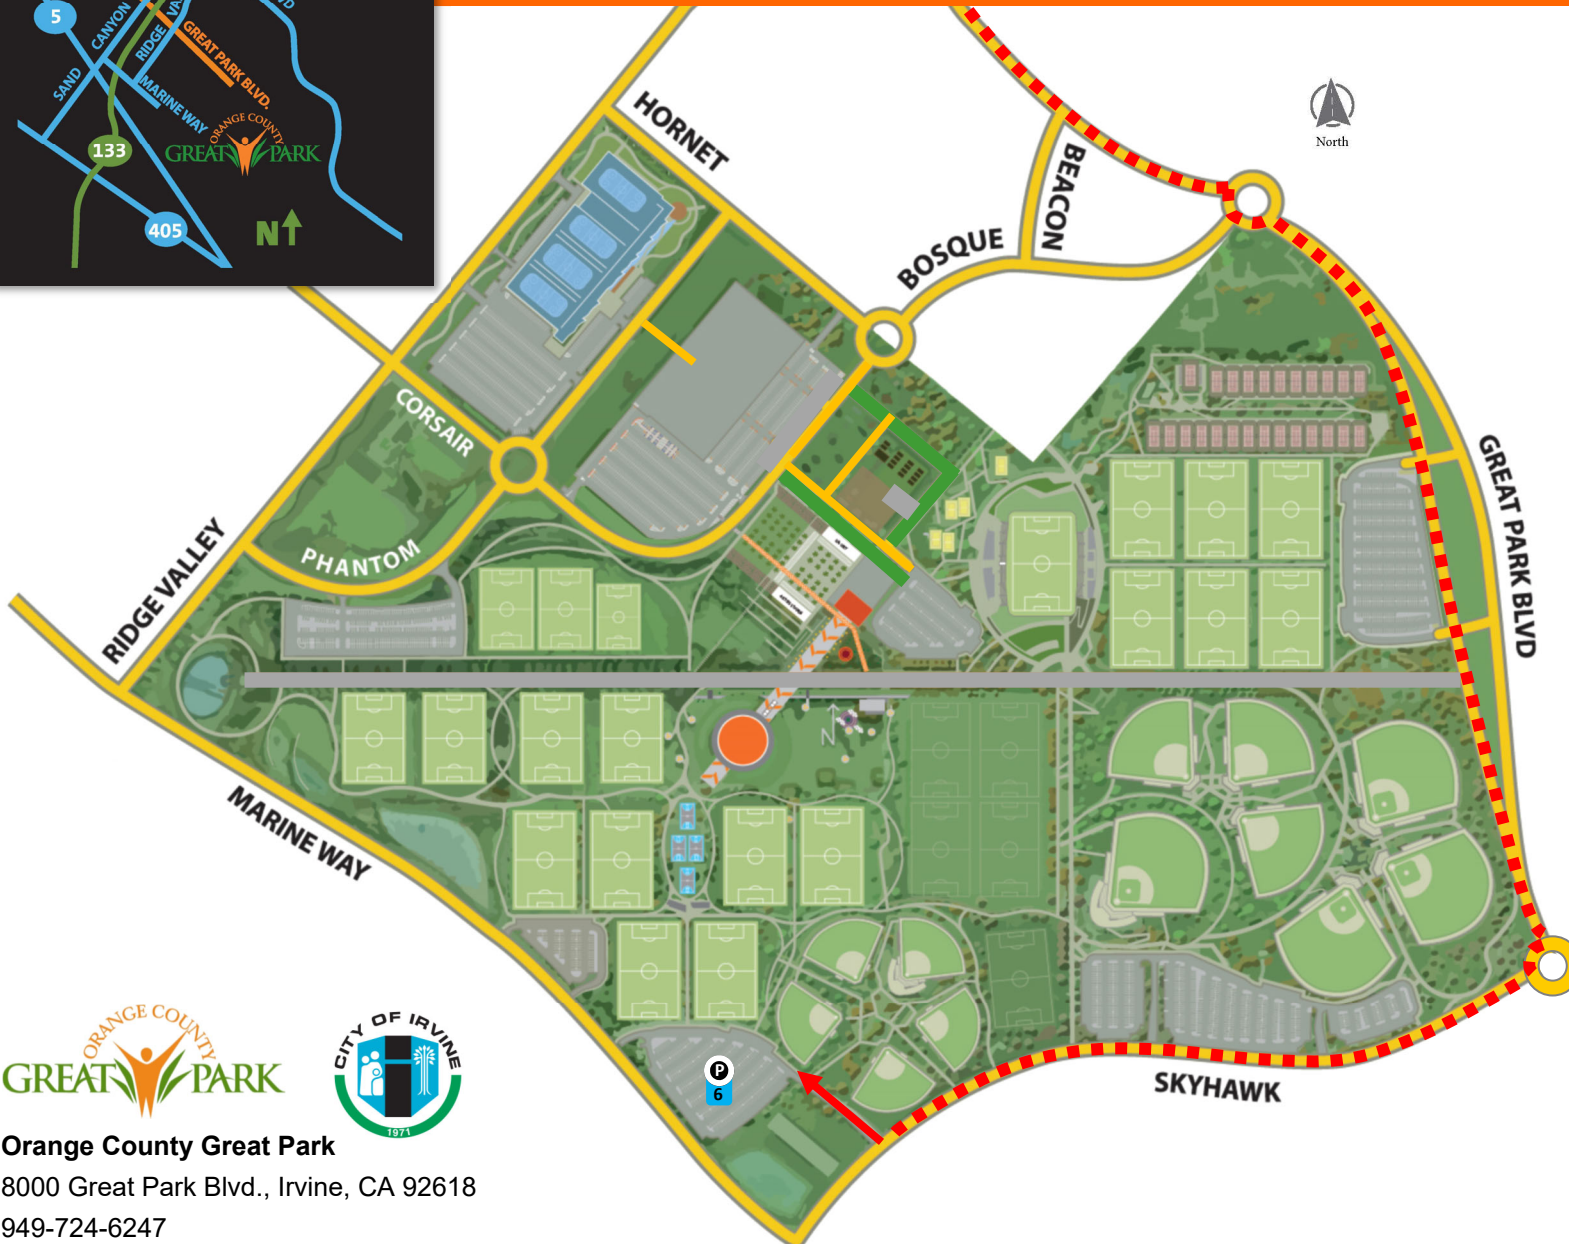 5
SAND
CANYON
RIDGE
GREAT PARK BLVD.
MARINE WAY
133
ORANGE COUNTY
GREAT PARK
405
N
HORNET
BEACON
BOSQUE
North
CORSAIR
PHANTOM
RIDGE VALLEY
GREAT PARK BLVD
MARINE WAY
N
P
6
SKYHAWK
ORANGE COUNTY
GREAT PARK
CITY OF IRVINE
1971
Orange County Great Park
8000 Great Park Blvd., Irvine, CA 92618
949-724-6247